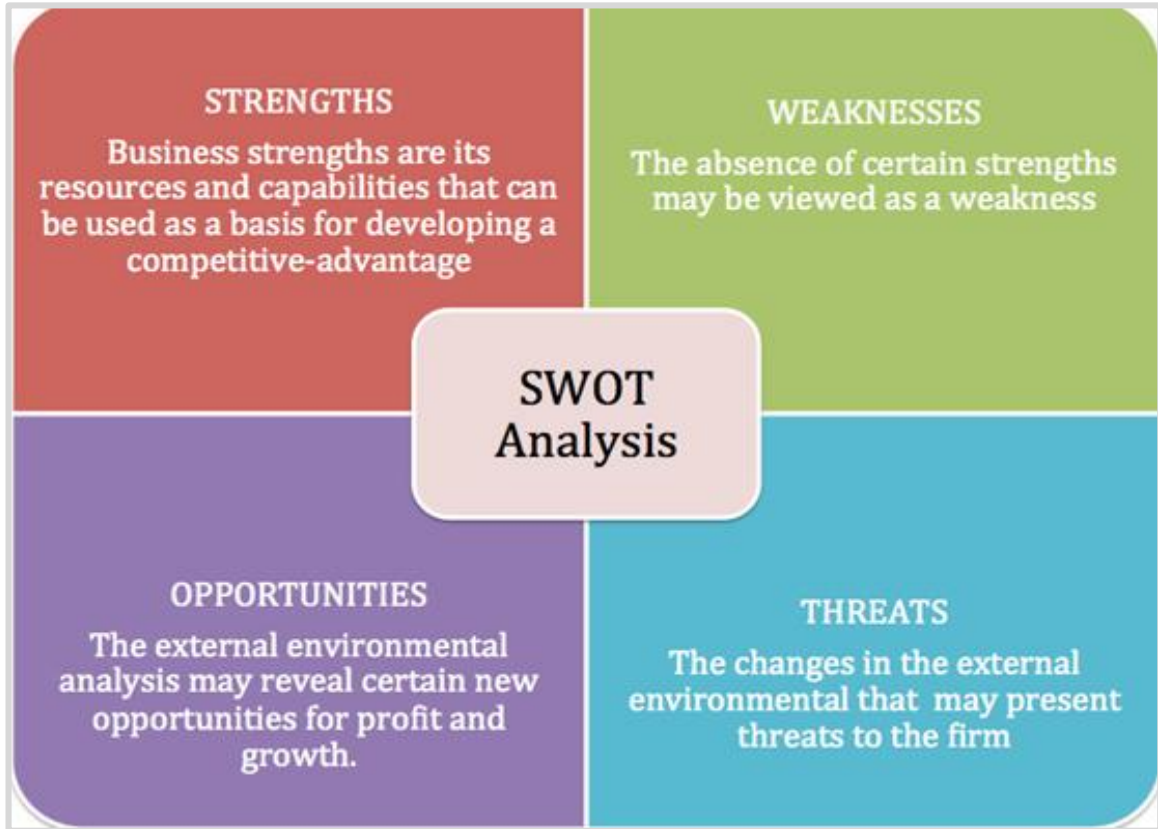 STRENGTHS
Business strengths are its
resources and capabilities that can
be used as a basis for developing a
competitive-advantage
WEAKNESSES
The absence of certain strengths
may be viewed as a weakness
SWOT
Analysis
OPPORTUNITIES
The external environmental
analysis may reveal certain new
opportunities for profit and
growth.
THREATS
The changes in the external
environmental that  may present
threats to the firm